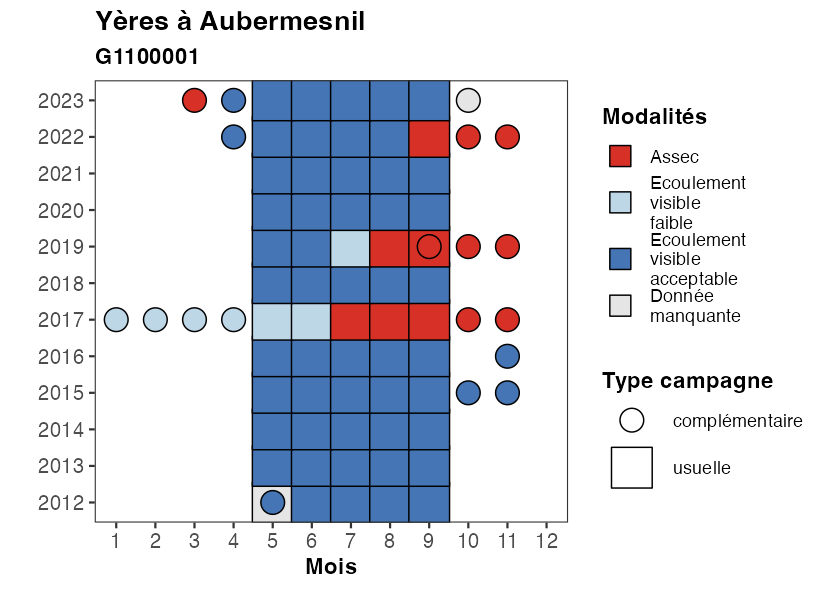 Yères à Aubermesnil
G1100001
2023
2022
2021
2020
2019
2018
2017
2016
2015
2014
2013
2012
1 2 3 4 5 6 7 8 9 10 11 12
Mois
Modalités
Assec
Ecoulement
visible
faible
Ecoulement
visible
acceptable
Donnée
manquante
Type campagne
complémentaire
usuelle